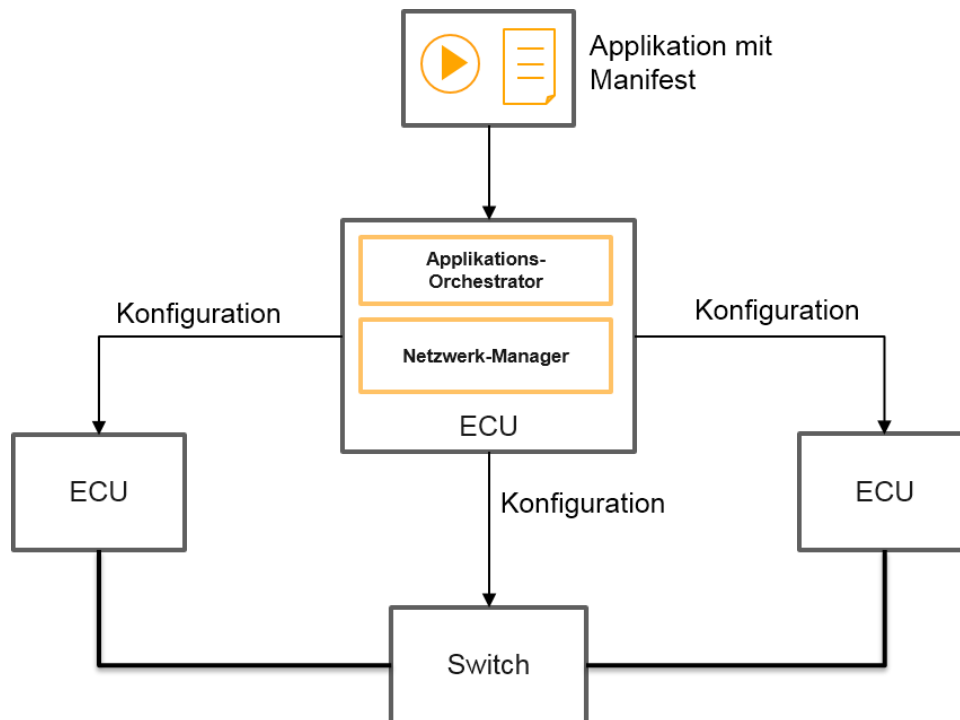 Applikation mit
Manifest
Applikations-
Orchestrator
Konfiguration
Konfiguration
Netzwerk-Manager
ECU
ECU
Konfiguration
ECU
Switch